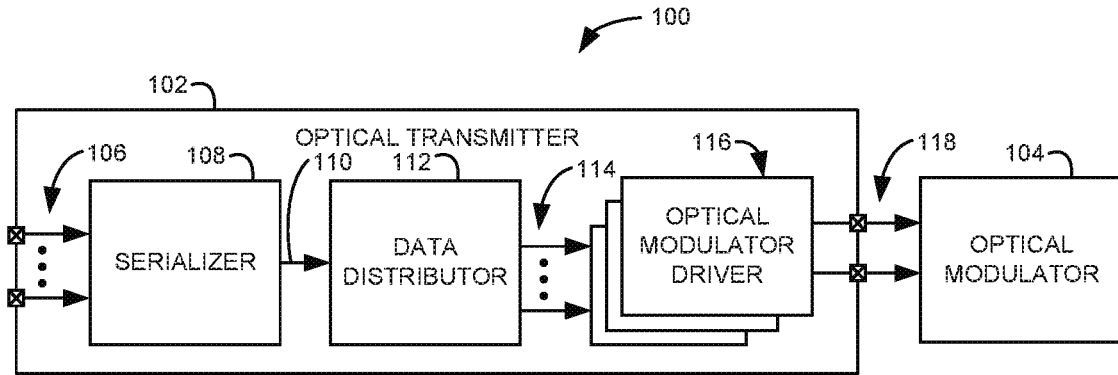 100
102
OPTICAL TRANSMITTER
106
108
110
112
114
116
118
104
SERIALIZER
DATA
DISTRIBUTOR
OPTICAL
MODULATOR
DRIVER
OPTICAL
MODULATOR